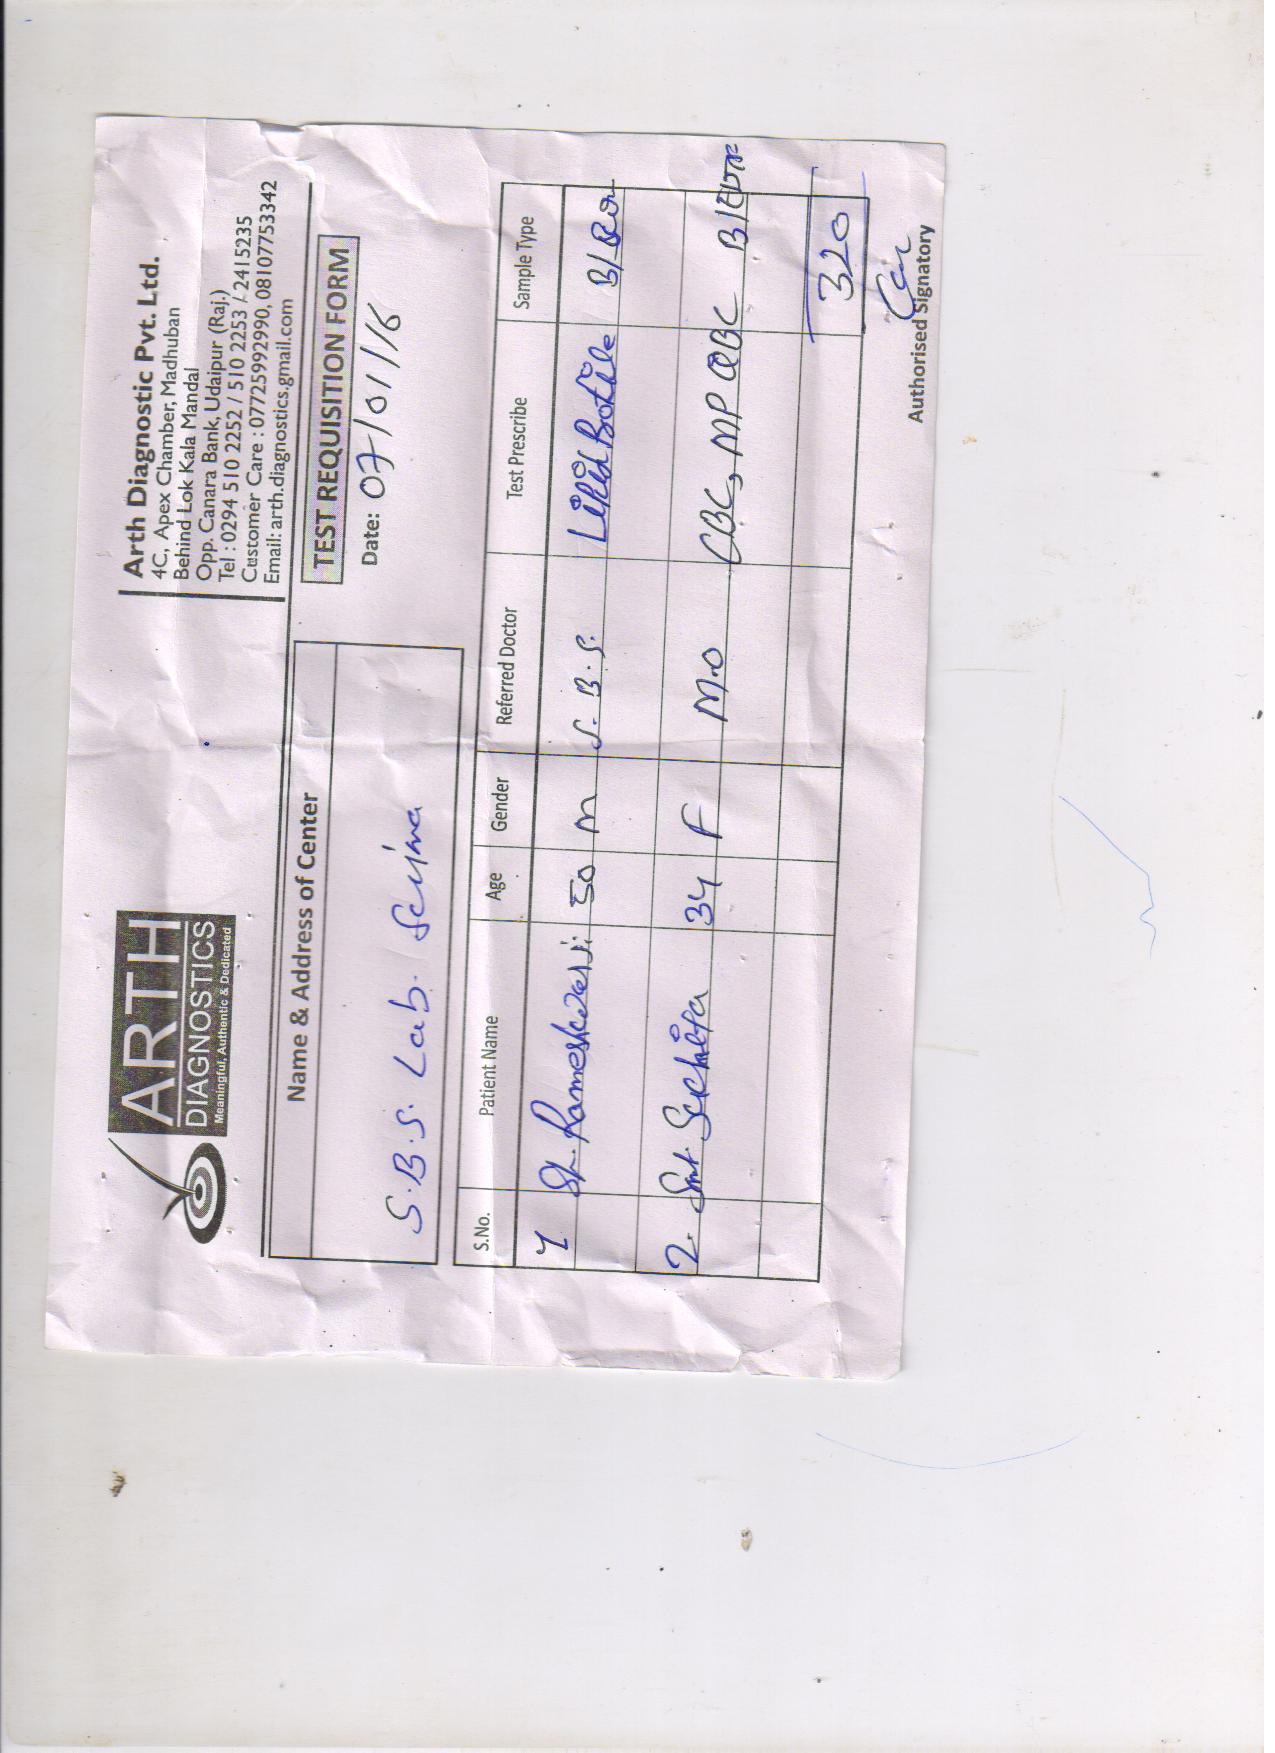 ARTH
DIAGNOSTICS
Meaningful, Authentic & Dedicated
Arth Diagnostic Pvt. Ltd.
4C, Apex Chamber, Madhuban
Behind Lok Kala Mandal
Opp. Canara Bank, Udaipur (Raj.)
Tel : 0294 510 2252 / 510 2253 / 2415235
Customer Care : 07725992990, 08107753342
Email: arth.diagnostics.gmail.com
Name & Address of Center
S.B.S. Lab.
TEST REQUISITION FORM
Date: 07/01/16
S.No. Patient Name Age Gender Referred Doctor Test Prescribe Sample Type
1 50 M S.B.S.
2. Smt. 34 F M.O CBC, MP QBC
320
Authorised Signatory